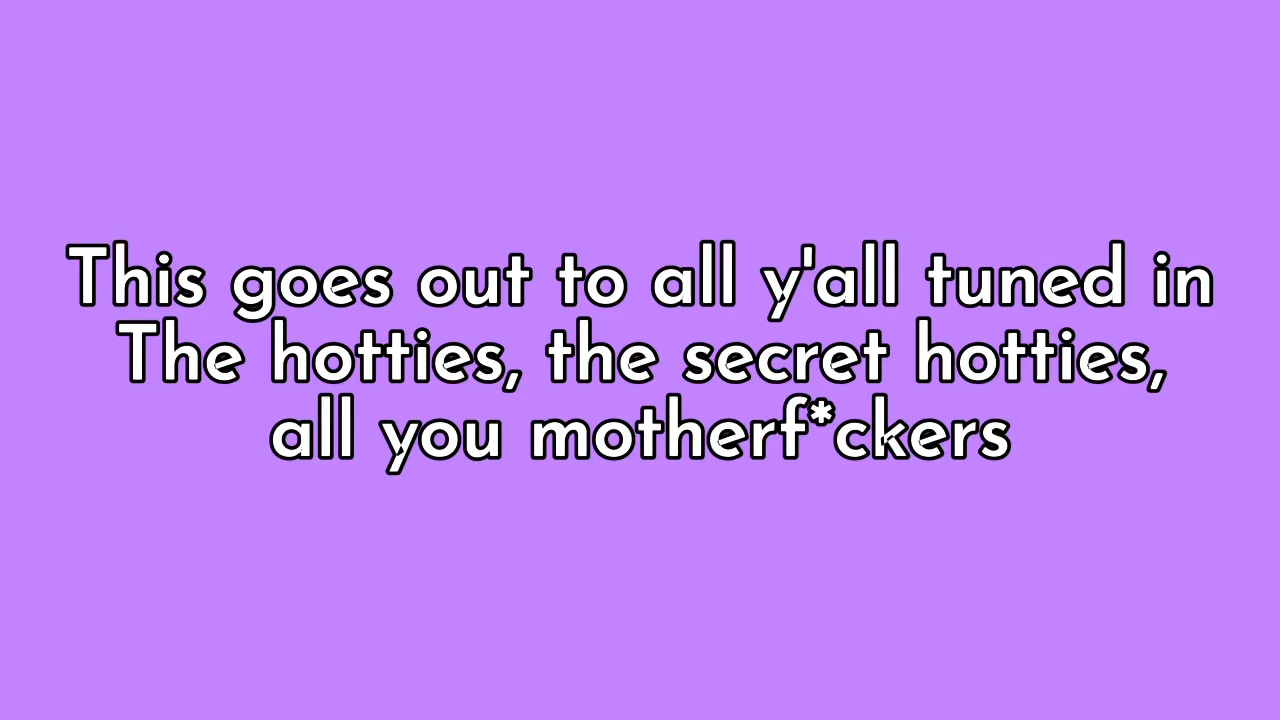 This goes out to all y'all tuned in
The hotties, the secret hotties,
all you motherf*ckers